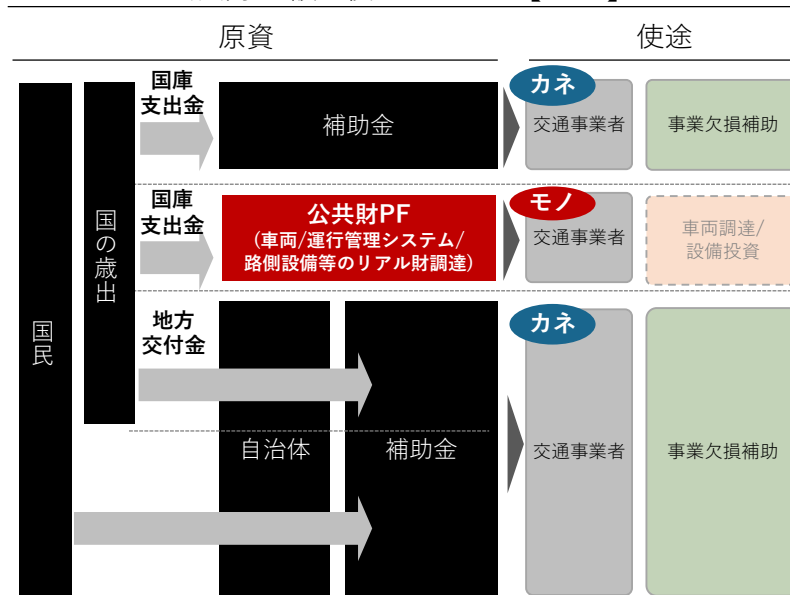 原資
使途
国庫
支出金
補助金
カネ
交通事業者
事業欠損補助
国庫
支出金
公共財PF
(車両/運行管理システム/
路側設備等のリアル財調達)
モノ
交通事業者
車両調達/
設備投資
国の歳出
国民
地方
交付金
自治体
補助金
カネ
交通事業者
事業欠損補助